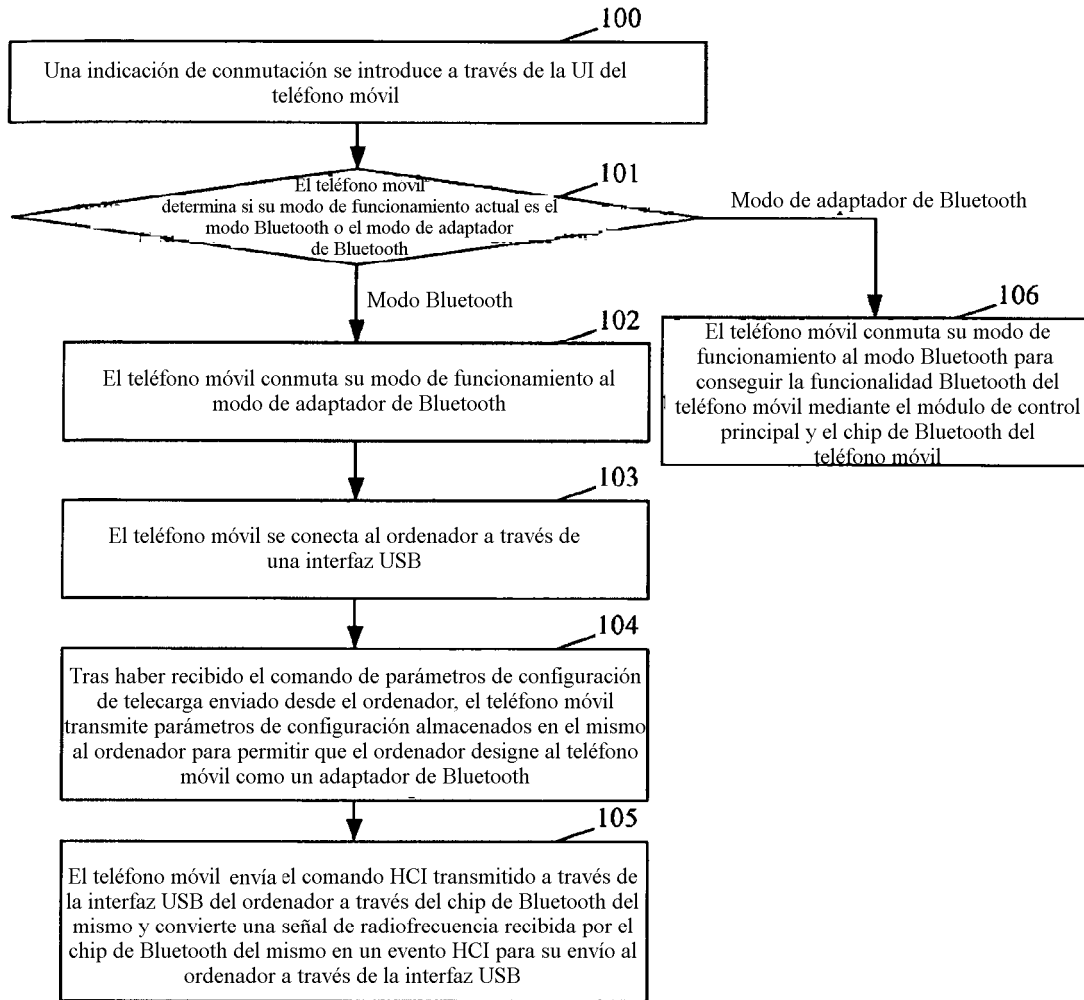 100
Una indicación de conmutación se introduce a través de la UI del
teléfono móvil
101
El teléfono movil
determina si su modo de funcionamiento actual es el
modo Bluetooth o el modo de adaptador
de Bluetooth
Modo de adaptador de Bluetooth
Modo Bluetooth
102
El teléfono móvil conmuta su modo de funcionamiento al
modo de adaptador de Bluetooth
106
El teléfono móvil conmuta su modo de
funcionamiento al modo Bluetooth para
conseguir la funcionalidad Bluetooth del
teléfono móvil mediante el módulo de control
principal y el chip de Bluetooth del
teléfono móvil
103
El teléfono móvil se conecta al ordenador a través de
una interfaz USB
104
Tras haber recibido el comando de parámetros de configuración
de telecarga enviado desde el ordenador, el teléfono móvil
transmite parámetros de configuración almacenados en el mismo
al ordenador para permitir que el ordenador designe al teléfono
móvil como un adaptador de Bluetooth
105
El teléfono móvil envía el comando HCI transmitido a través de
la interfaz USB del ordenador a través del chip de Bluetooth del
mismo y convierte una señal de radiofrecuencia recibida por el
chip de Bluetooth del mismo en un evento HCI para su envío al
ordenador a través de la interfaz USB